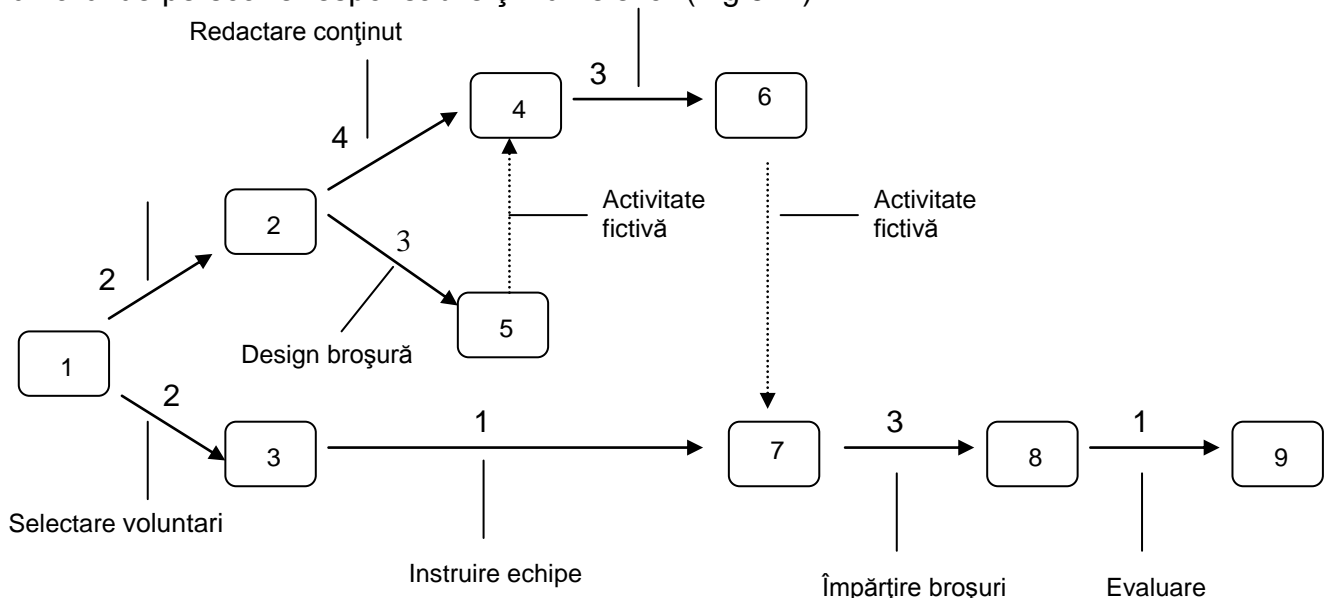 Redactare conţinut
3
4
6
4
Activitate
fictivă
Activitate
fictivă
2
3
2
5
Design broşură
1
2
1
3
3
7
8
1
9
Selectare voluntari
Instruire echipe
Împărţire broşuri
Evaluare